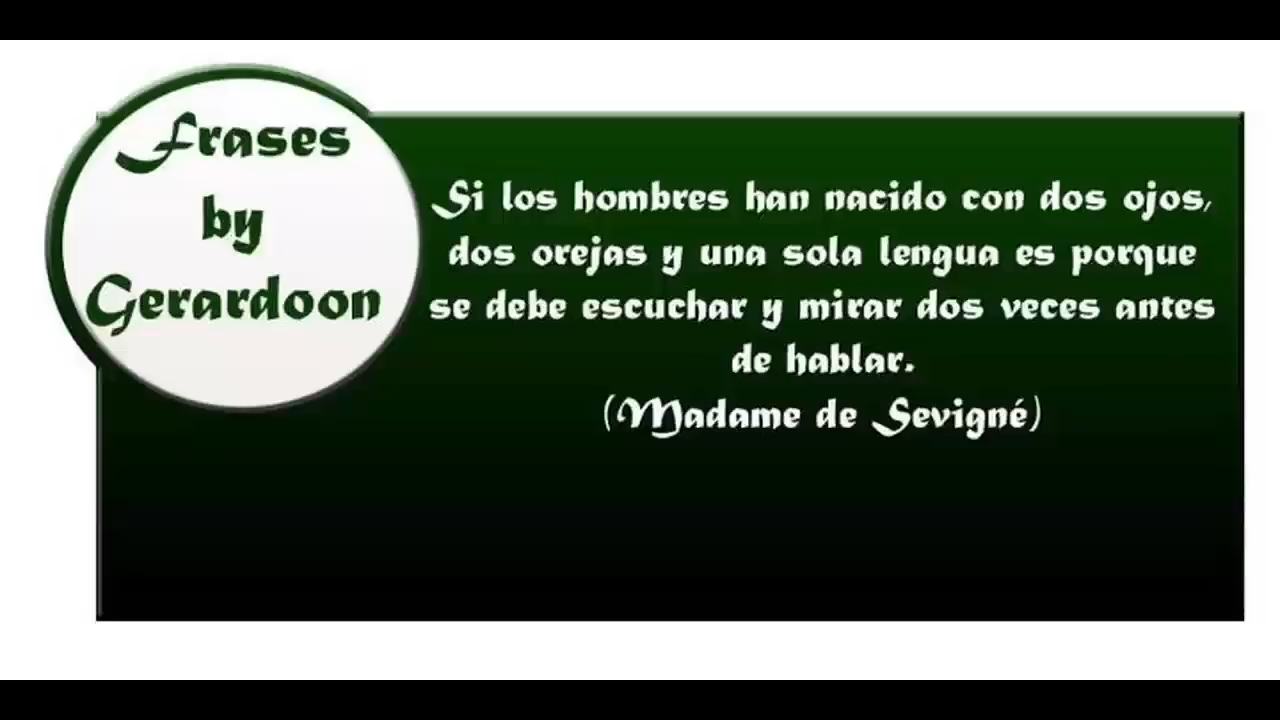 Frases
by
Gerardoon
Si los hombres han nacido con dos ojos,
dos orejas y una sola lengua es porque
se debe escuchar y mirar dos veces antes
de hablar.
(Madame de Sevigné)